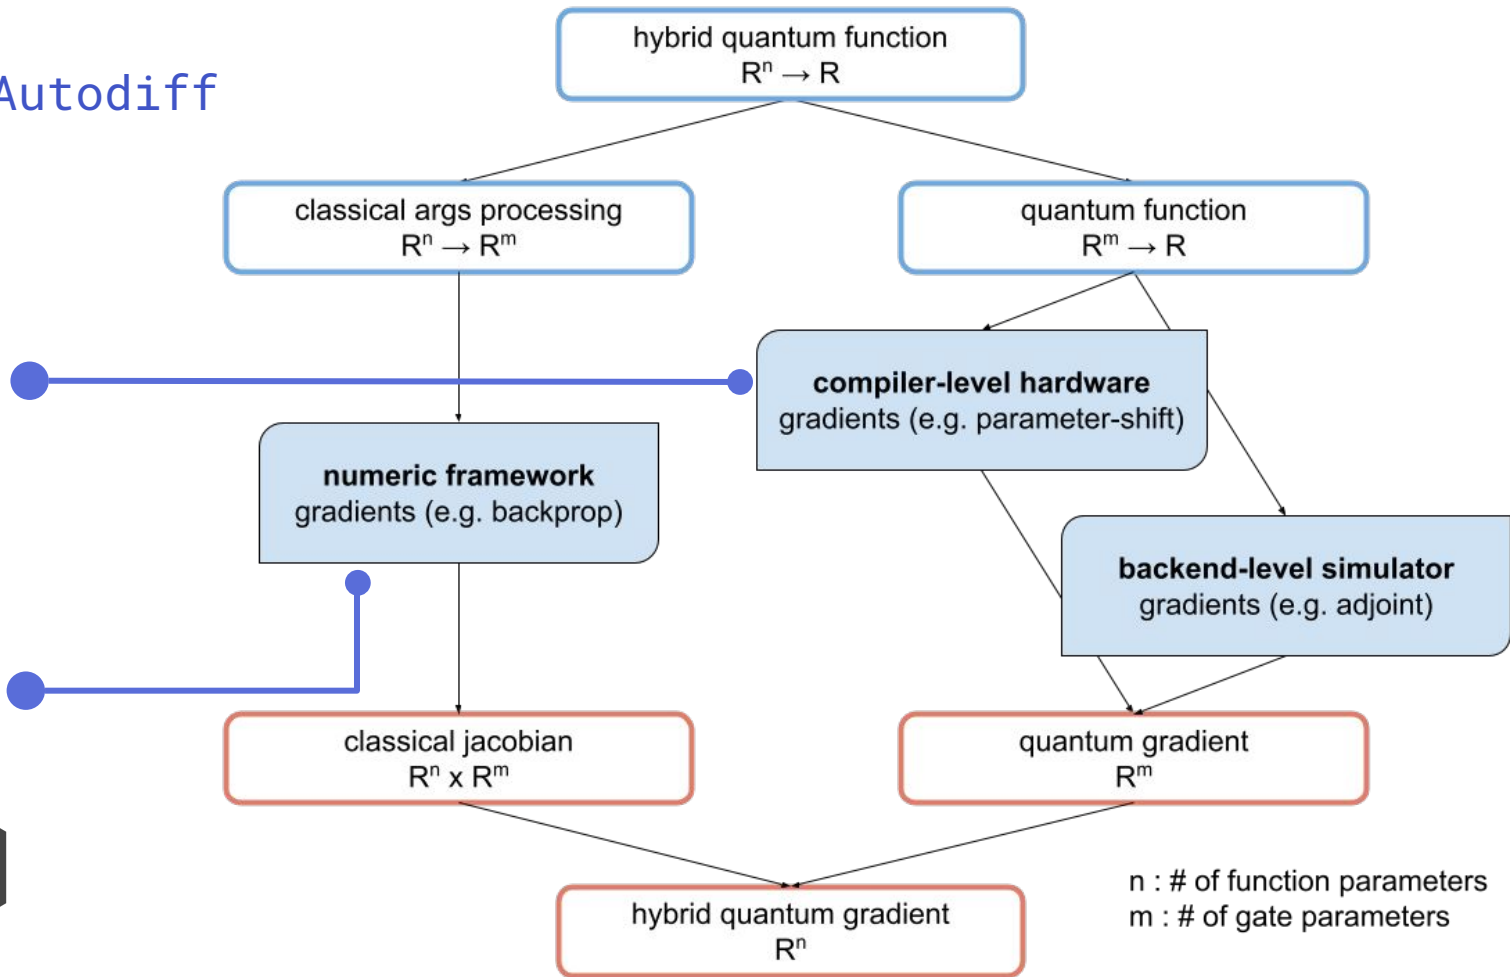 Autodiff
hybrid quantum function
Rⁿ → R
classical args processing
Rⁿ → Rᵐ
quantum function
Rᵐ → R
compiler-level hardware
gradients (e.g. parameter-shift)
numeric framework
gradients (e.g. backprop)
backend-level simulator
gradients (e.g. adjoint)
classical jacobian
Rⁿ x Rᵐ
quantum gradient
Rᵐ
hybrid quantum gradient
Rⁿ
n : # of function parameters
m : # of gate parameters